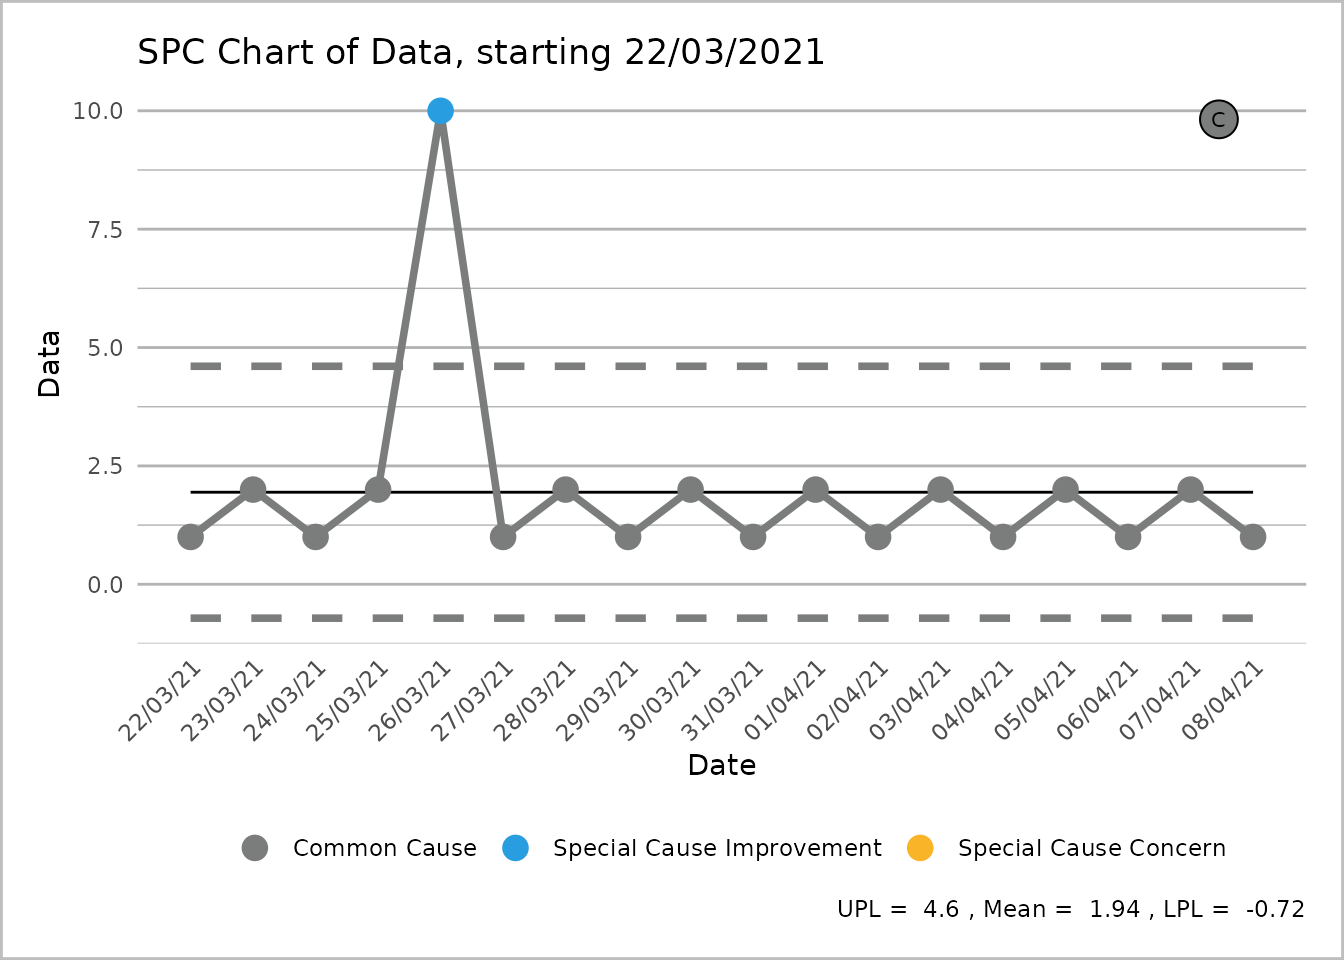 SPC Chart of Data, starting 22/03/2021
10.0
C
7.5
5.0
Data
2.5
0.0
22/03/21
23/03/21
24/03/21
25/03/21
26/03/21
27/03/21
28/03/21
29/03/21
30/03/21
31/03/21
01/04/21
02/04/21
03/04/21
04/04/21
05/04/21
06/04/21
07/04/21
08/04/21
Date
Common Cause
Special Cause Improvement
Special Cause Concern
UPL =  4.6 , Mean =  1.94 , LPL =  -0.72